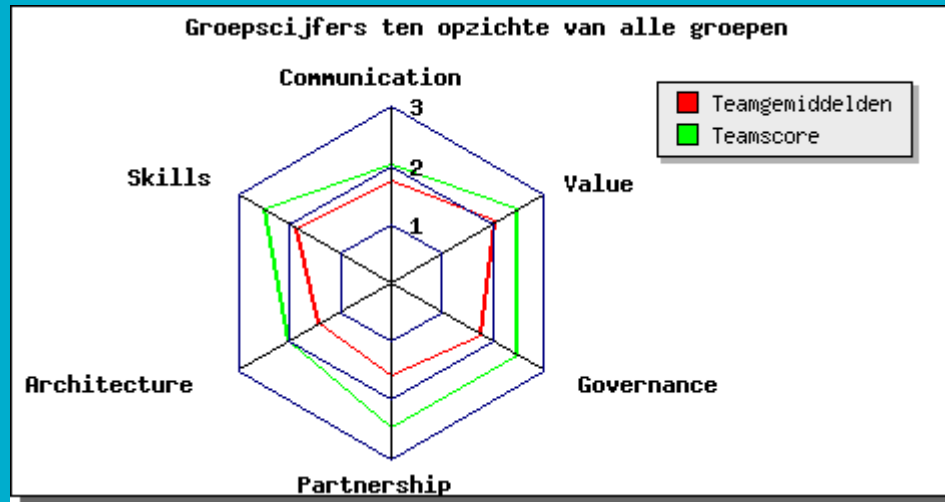 Groepscijfers ten opzichte van alle groepen
Communication
3
Teamgemiddelden
Teamscore
2
Skills
Value
1
Architecture
Governance
Partnership